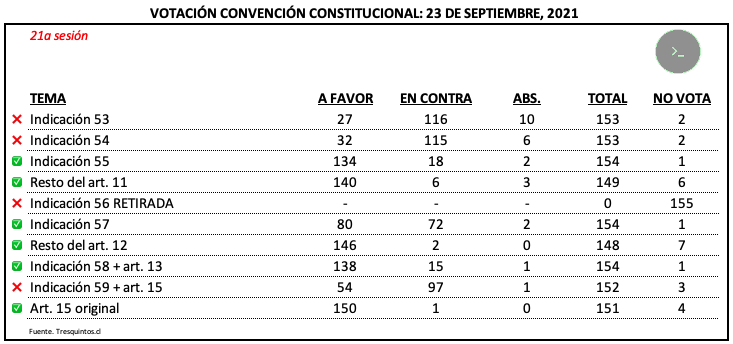 VOTACIÓN CONVENCIÓN CONSTITUCIONAL: 23 DE SEPTIEMBRE, 2021
21a sesión
>_
TEMA A FAVOR EN CONTRA ABS. TOTAL NO VOTA
❌ Indicación 53 27 116 10 153 2
❌ Indicación 54 32 115 6 153 2
✅ Indicación 55 134 18 2 154 1
✅ Resto del art. 11 140 6 3 149 6
❌ Indicación 56 RETIRADA - - - 0 155
✅ Indicación 57 80 72 2 154 1
✅ Resto del art. 12 146 2 0 148 7
✅ Indicación 58 + art. 13 138 15 1 154 1
❌ Indicación 59 + art. 15 54 97 1 152 3
✅ Art. 15 original 150 1 0 151 4
Fuente. Tresquintos.cl